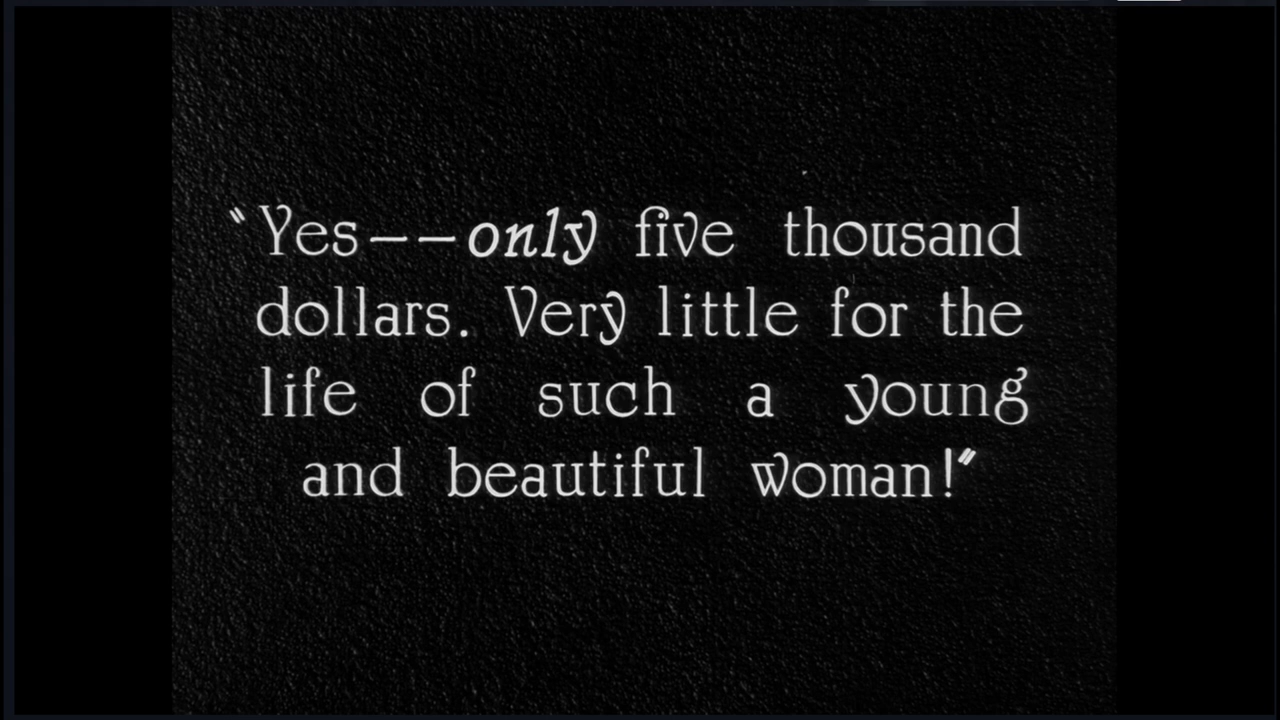 “Yes——only five thousand
dollars. Very little for the
life of such a young
and beautiful woman!”